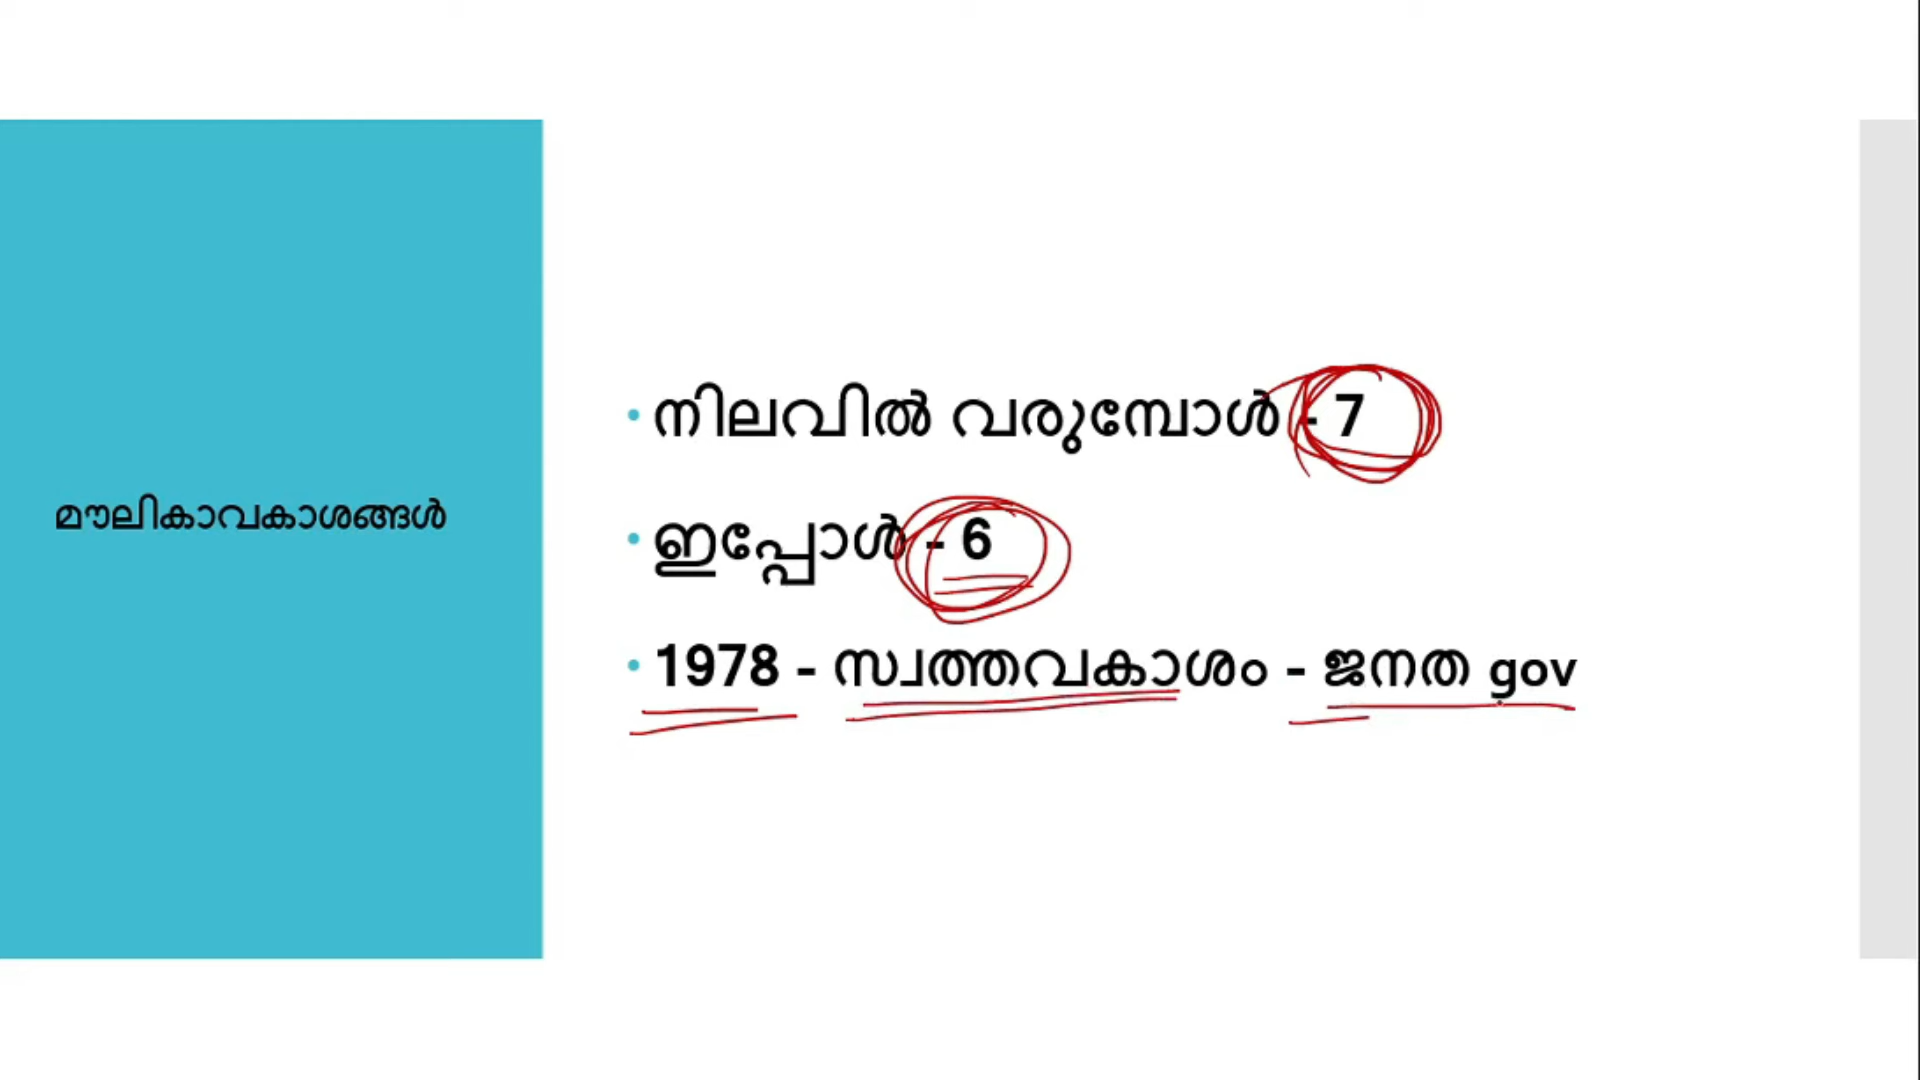 മൗലികാവകാശങ്ങൾ
• നിലവിൽ വരുമ്പോൾ - 7
• ഇപ്പോൾ - 6
• 1978 - സ്വത്തവകാശം - ജനത gov